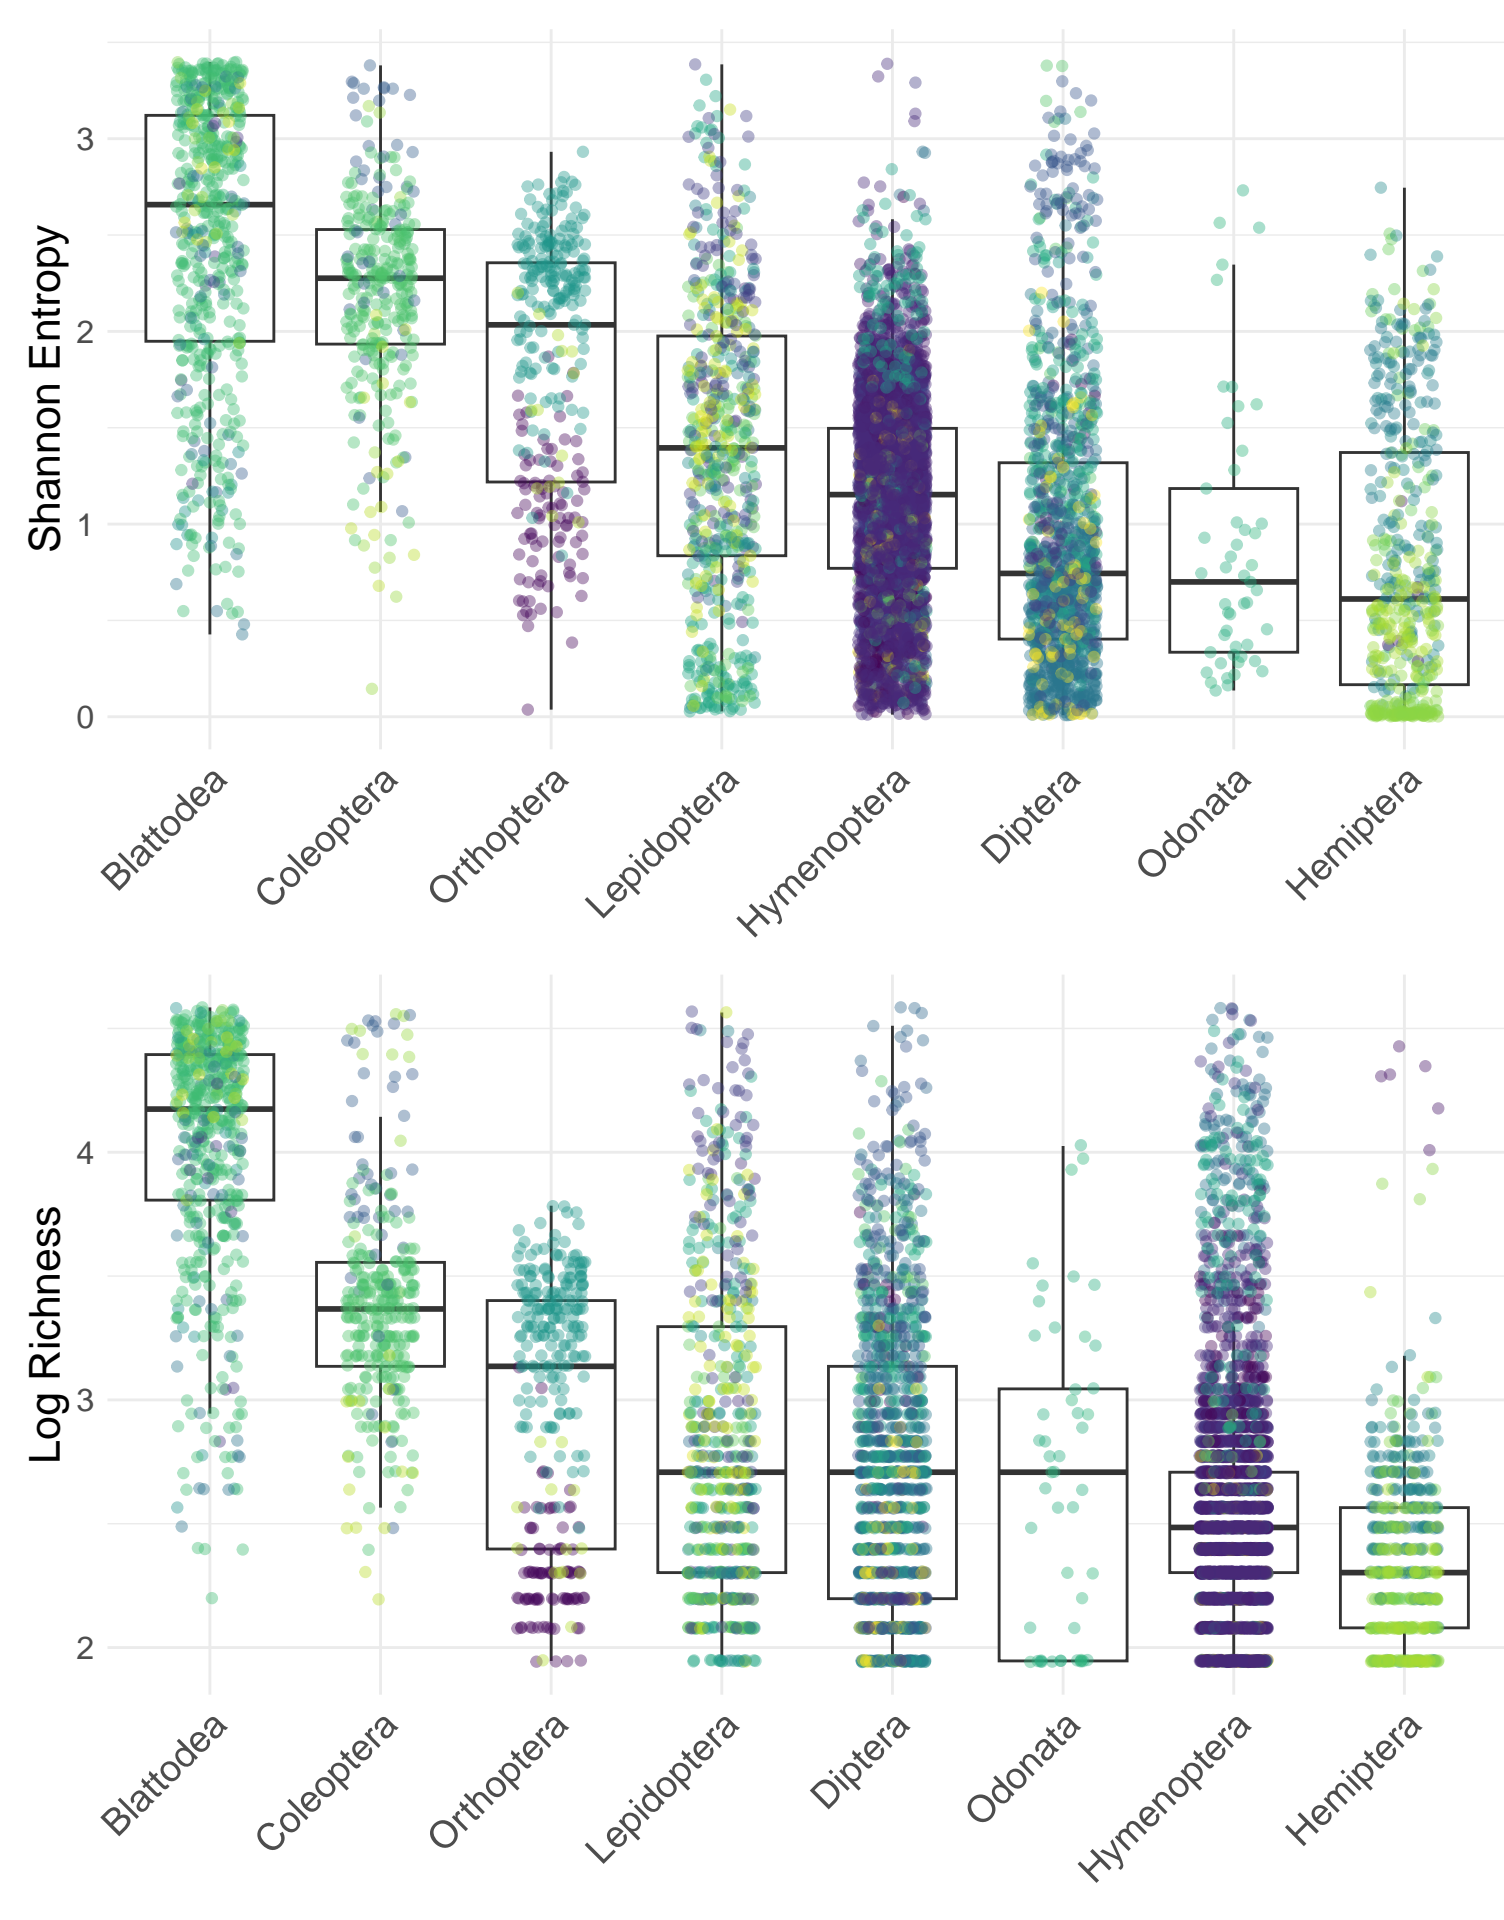 Shannon Entropy
3
2
1
0
Blattodea
Coleoptera
Orthoptera
Lepidoptera
Hymenoptera
Diptera
Odonata
Hemiptera
Log Richness
4
3
2
Blattodea
Coleoptera
Orthoptera
Lepidoptera
Diptera
Odonata
Hymenoptera
Hemiptera